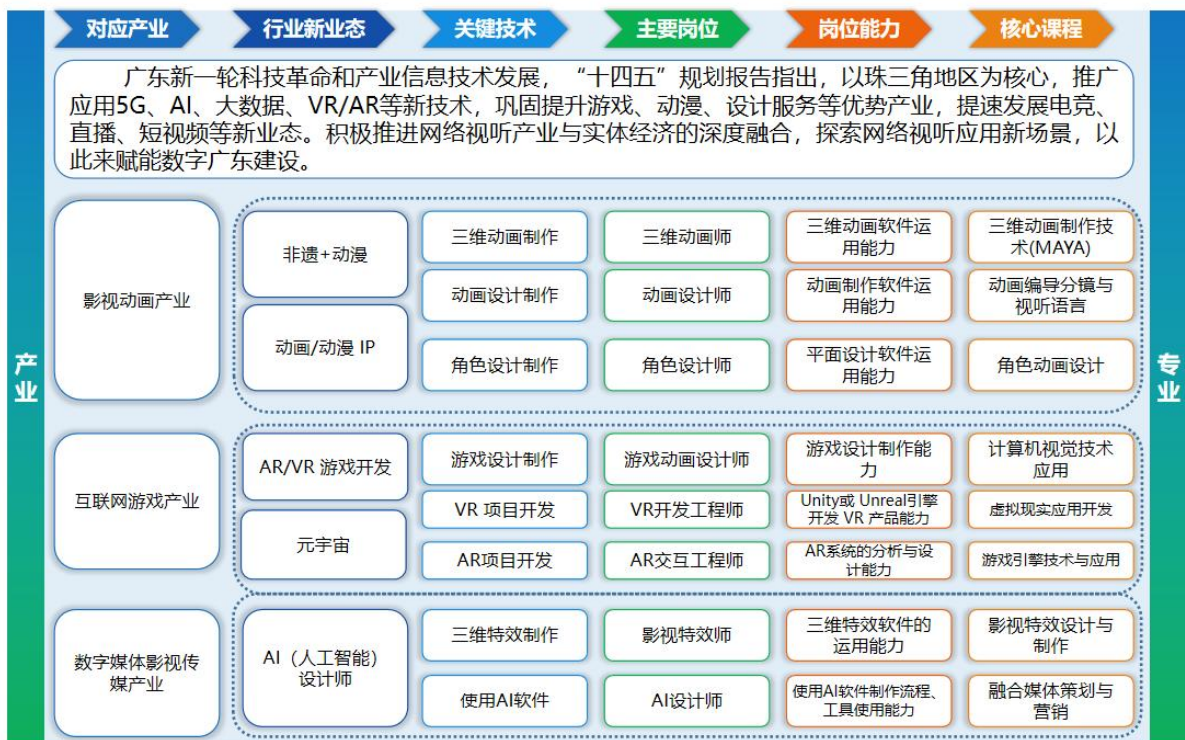 对应产业
行业新业态
关键技术
主要岗位
岗位能力
核心课程
广东新一轮科技革命和产业信息技术发展，“十四五”规划报告指出，以珠三角地区为核心，推广
应用5G、AI、大数据、VR/AR等新技术，巩固提升游戏、动漫、设计服务等优势产业，提速发展电竞、
直播、短视频等新业态。积极推进网络视听产业与实体经济的深度融合，探索网络视听应用新场景，以
此来赋能数字广东建设。
产
业
影视动画产业
非遗+动漫
动画/动漫 IP
三维动画制作
三维动画师
三维动画软件运
用能力
三维动画制作技
术(MAYA)
动画设计制作
动画设计师
动画制作软件运
用能力
动画编导分镜与
视听语言
角色设计制作
角色设计师
平面设计软件运
用能力
角色动画设计
互联网游戏产业
AR/VR 游戏开发
元宇宙
游戏设计制作
游戏动画设计师
游戏设计制作能
力
计算机视觉技术
应用
VR 项目开发
VR开发工程师
Unity或 Unreal引擎
开发 VR 产品能力
虚拟现实应用开发
AR项目开发
AR交互工程师
AR系统的分析与设
计能力
游戏引擎技术与应用
数字媒体影视传
媒产业
AI（人工智能）
设计师
三维特效制作
影视特效师
三维特效软件的
运用能力
影视特效设计与
制作
使用AI软件
AI设计师
使用AI软件制作流程、
工具使用能力
融合媒体策划与
营销
专
业